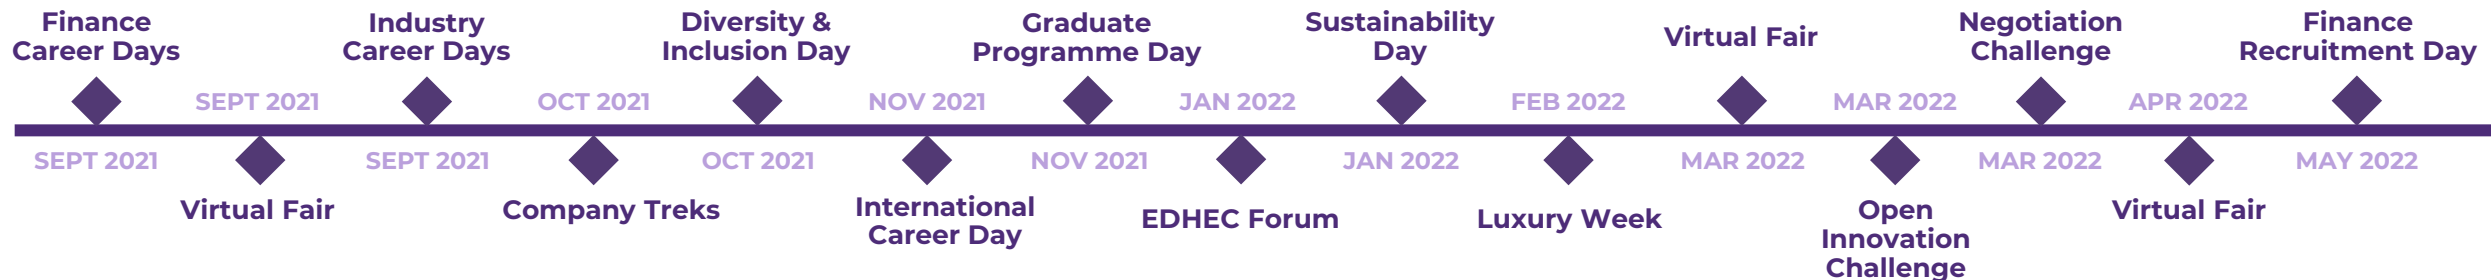 Finance
Career Days
SEPT 2021
SEPT 2021
Virtual Fair
Industry
Career Days
SEPT 2021
OCT 2021
Company Treks
Diversity &
Inclusion Day
OCT 2021
NOV 2021
International
Career Day
Graduate
Programme Day
NOV 2021
JAN 2022
EDHEC Forum
Sustainability
Day
JAN 2022
FEB 2022
Luxury Week
Virtual Fair
MAR 2022
MAR 2022
Open
Innovation
Challenge
Negotiation
Challenge
MAR 2022
APR 2022
Virtual Fair
Finance
Recruitment Day
MAY 2022